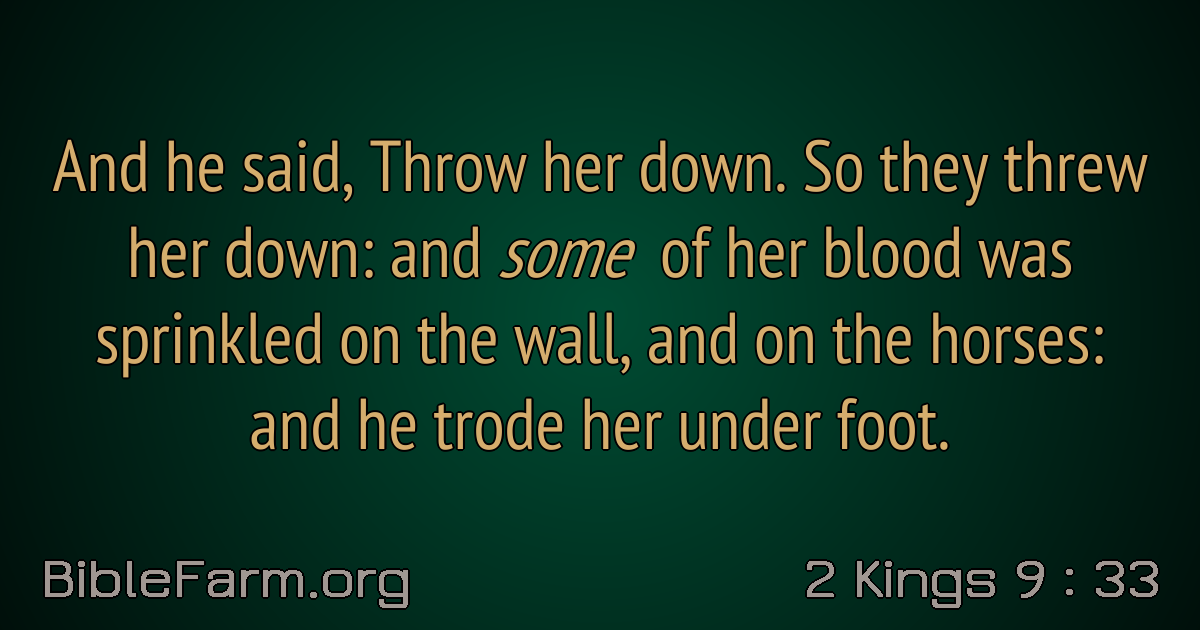 And he said, Throw her down. So they threw
her down: and some of her blood was
sprinkled on the wall, and on the horses:
and he trode her under foot.
BibleFarm.org
2 Kings 9 : 33